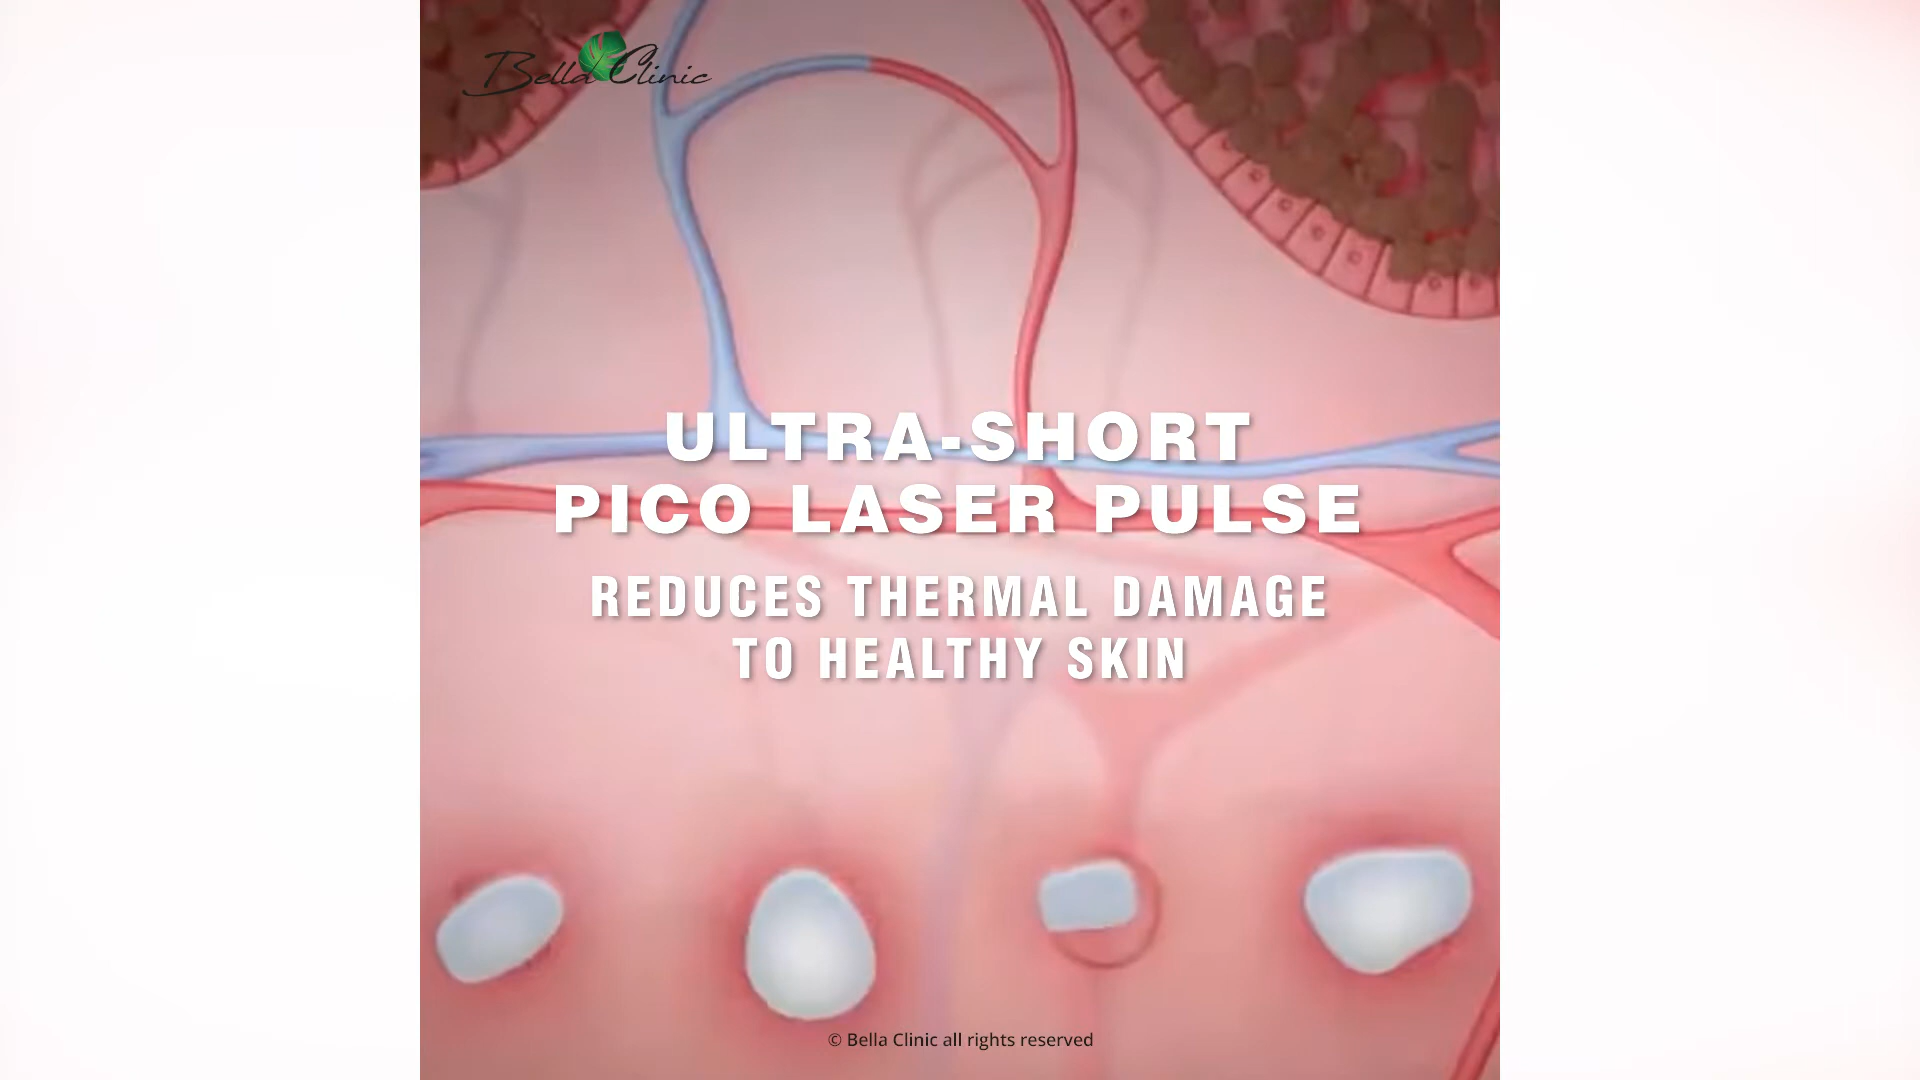 Bella Clinic
ULTRA-SHORT
PICO LASER PULSE
REDUCES THERMAL DAMAGE
TO HEALTHY SKIN
© Bella Clinic all rights reserved